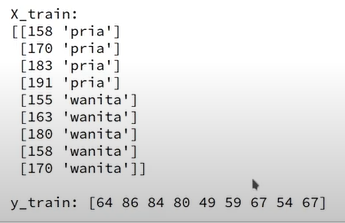 X_train:
[[158 'pria']
 [170 'pria']
 [183 'pria']
 [191 'pria']
 [155 'wanita']
 [163 'wanita']
 [180 'wanita']
 [158 'wanita']
 [170 'wanita']]
y_train: [64 86 84 80 49 59 67 54 67]